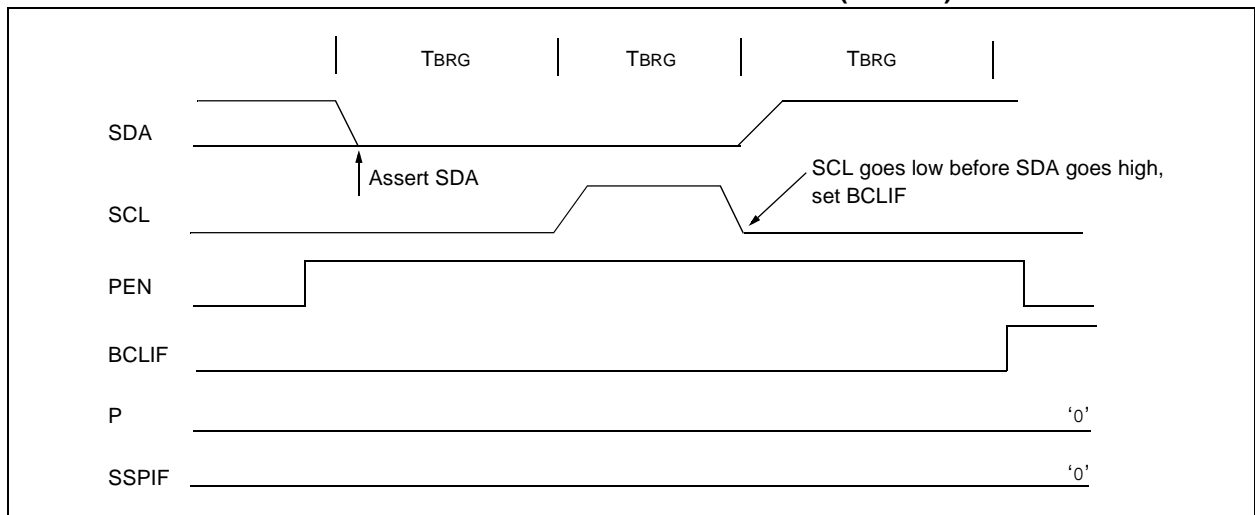 TBRG TBRG TBRG
SDA
Assert SDA
SCL goes low before SDA goes high,
set BCLIF
SCL
PEN
BCLIF
P
‘0’
SSPIF
‘0’